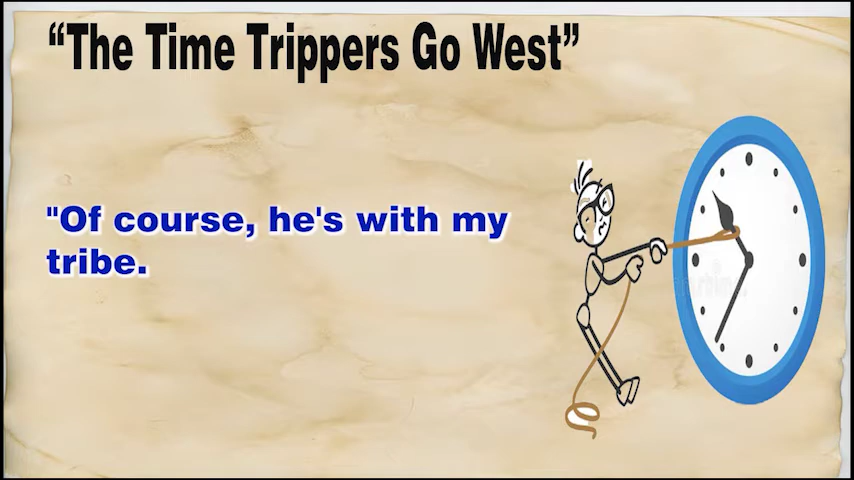 “The Time Trippers Go West”
"Of course, he's with my
tribe.